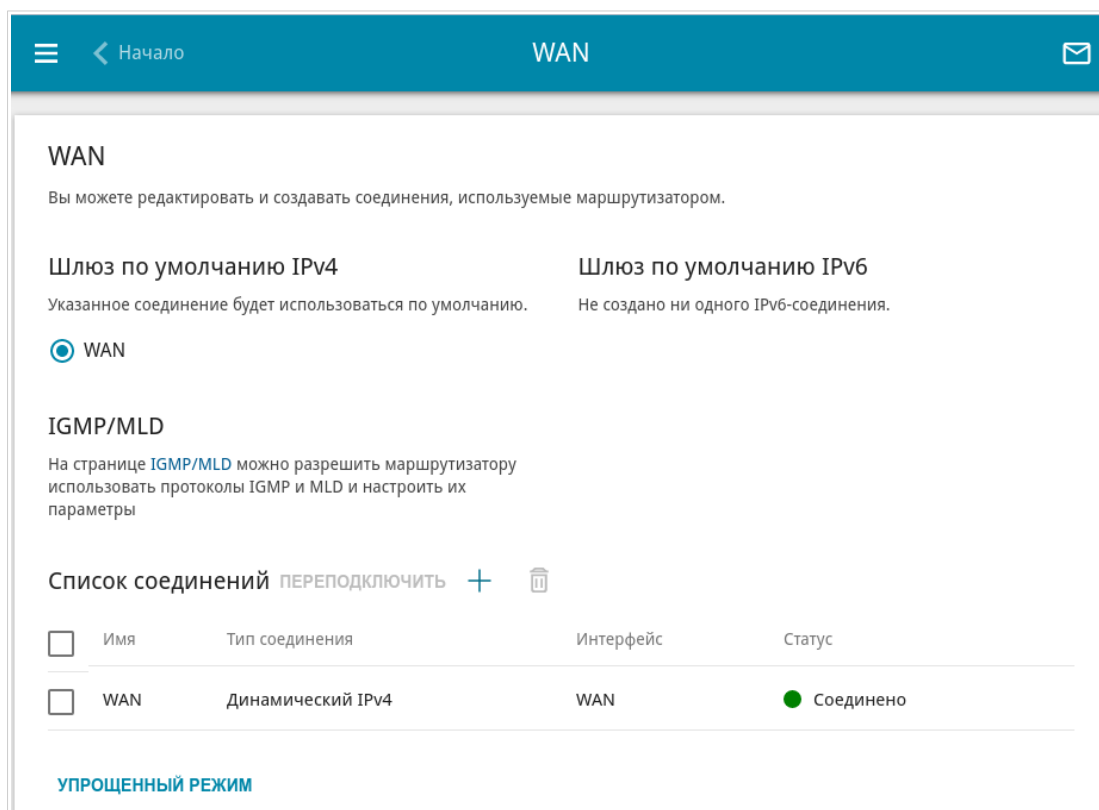 Начало
WAN
WAN
Вы можете редактировать и создавать соединения, используемые маршрутизатором.
Шлюз по умолчанию IPv4
Указанное соединение будет использоваться по умолчанию.
WAN
Шлюз по умолчанию IPv6
Не создано ни одного IPv6-соединения.
IGMP/MLD
На странице IGMP/MLD можно разрешить маршрутизатору
использовать протоколы IGMP и MLD и настроить их
параметры
Список соединений ПЕРЕПОДКЛЮЧИТЬ
Имя Тип соединения Интерфейс Статус
WAN Динамический IPv4 WAN Соединено
УПРОЩЕННЫЙ РЕЖИМ